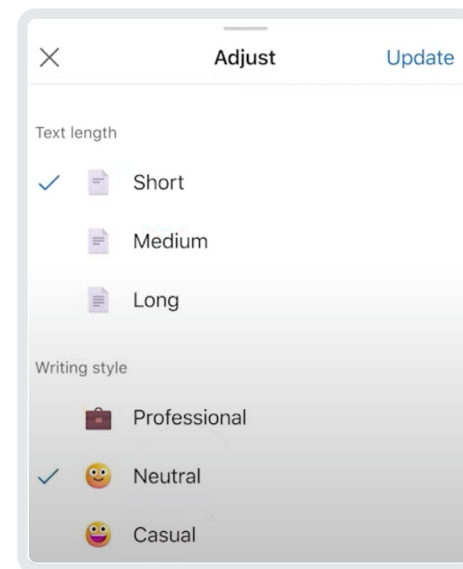 Adjust
Update
Text length
Short
Medium
Long
Writing style
Professional
Neutral
Casual